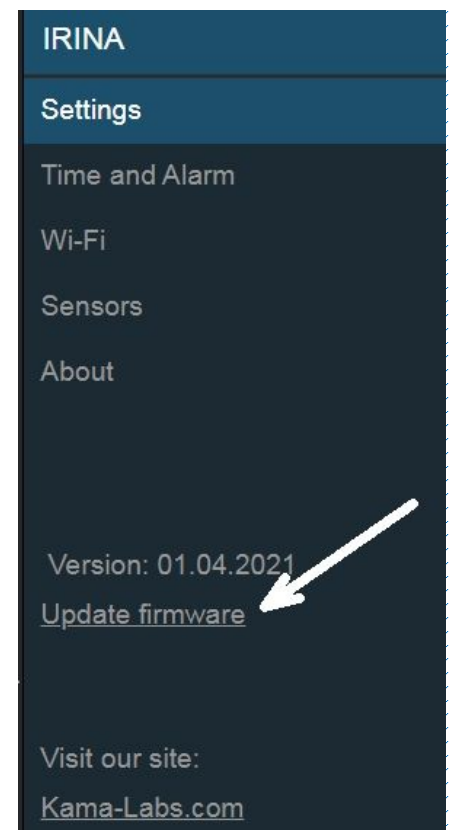 IRINA
Settings
Time and Alarm
Wi-Fi
Sensors
About
Version: 01.04.2021
Update firmware
Visit our site:
Kama-Labs.com